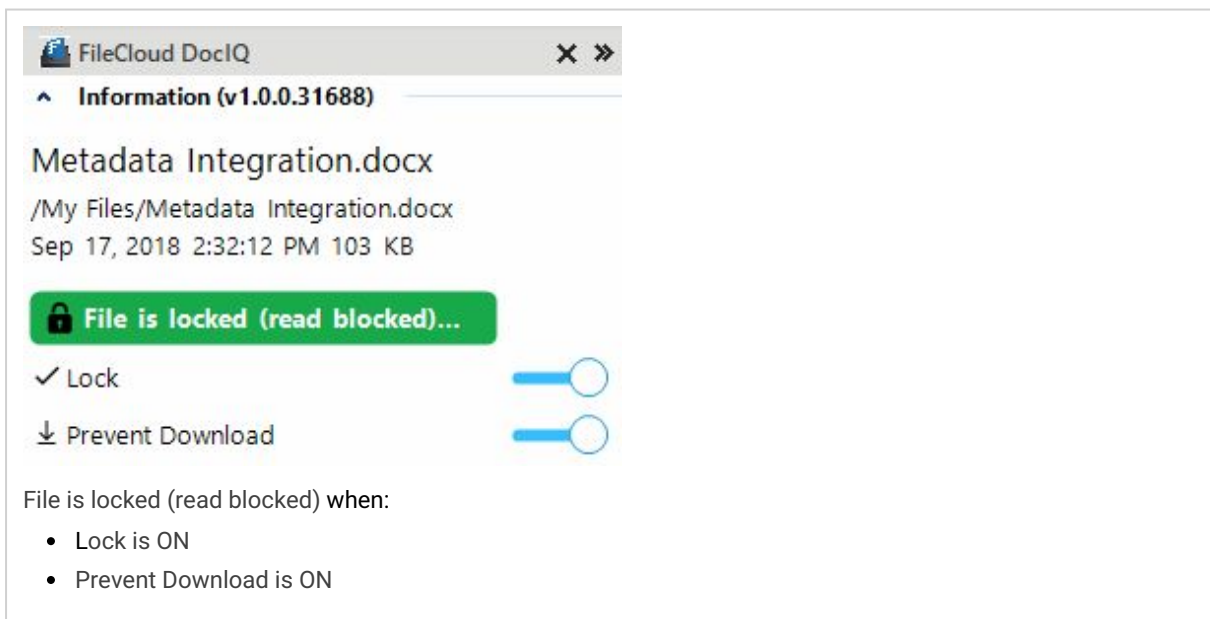 FileCloud DocIQ
Information (v1.0.0.31688)
Metadata Integration.docx
/My Files/Metadata Integration.docx
Sep 17, 2018 2:32:12 PM 103 KB
File is locked (read blocked)...
Lock
Prevent Download
File is locked (read blocked) when:
• Lock is ON
• Prevent Download is ON